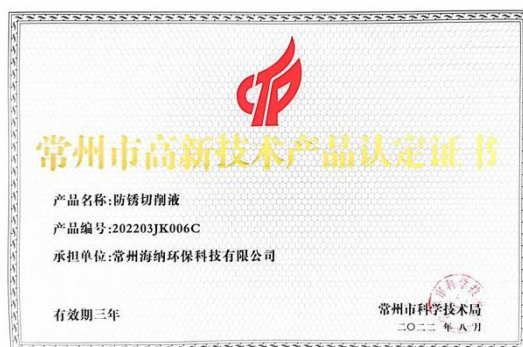 常州市高新技术产品认定证书
产品名称:防锈切削液
产品编号:202203JK006C
承担单位:常州海纳环保科技有限公司
有效期三年
常州市科学技术局
二〇二二 年 八 月